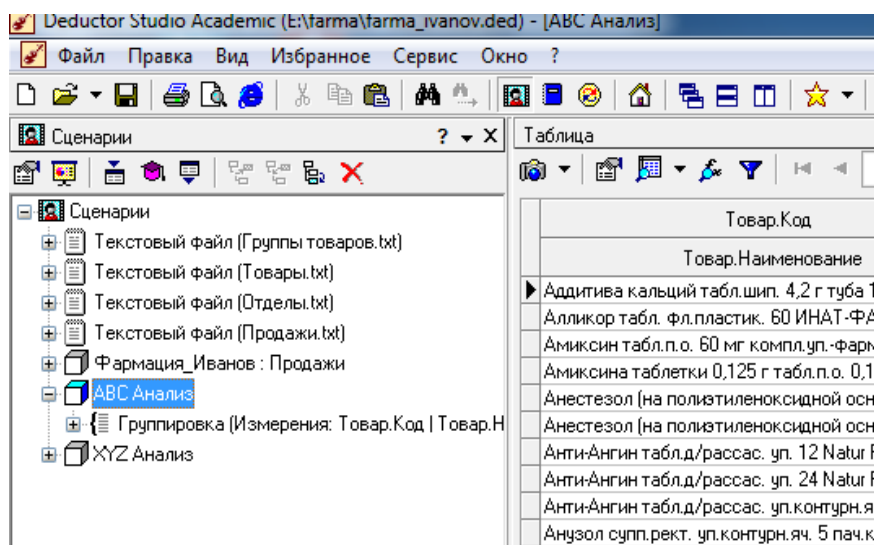 Deductor Studio Academic (E:\farma\farma_ivanov.ded) - [ABC Анализ]
Файл Правка Вид Избранное Сервис Окно ?
Сценарии ? X
Сценарии
Текстовый файл (Группы товаров.txt)
Текстовый файл (Товары.txt)
Текстовый файл (Отделы.txt)
Текстовый файл (Продажи.txt)
Фармация_Иванов : Продажи
ABC Анализ
Группировка (Измерения: Товар.Код | Товар.Н
XYZ Анализ
Таблица
Товар.Код
Товар.Наименование
Аддитива кальций табл.шип. 4,2 г туба 1
Алликор табл. фл.пластик. 60 ИНАТ-ФА
Амиксин табл.п.о. 60 мг компл.уп.-фарм
Амиксина таблетки 0,125 г табл.п.о. 0,1
Анестезол (на полиэтиленоксидной осн
Анестезол (на полиэтиленоксидной осн
Анти-Ангин табл.д/рассас. уп. 12 Natur
Анти-Ангин табл.д/рассас. уп. 24 Natur
Анти-Ангин табл.д/рассас. уп.контурн.я
Анузол супп.рект. уп.контурн.яч. 5 пач.к